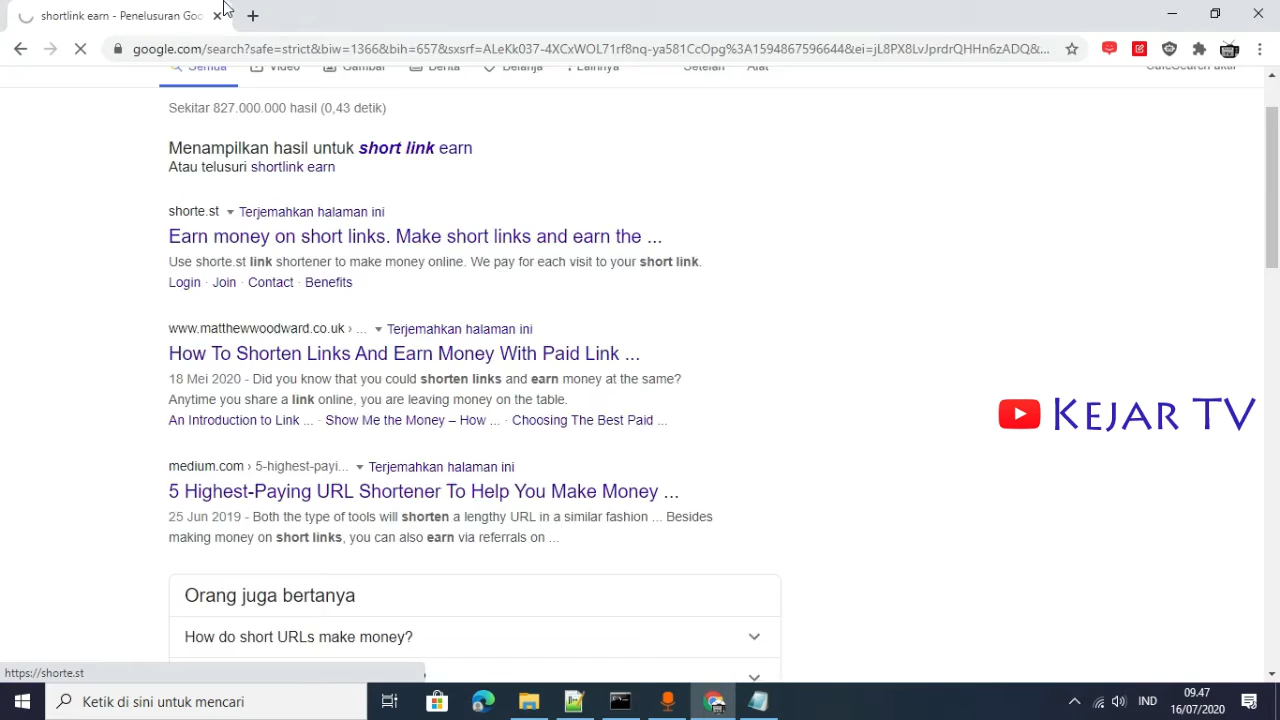 shortlink earn - Penelusuran Goo
google.com/search?safe=strict&biw=1366&bih=657&sxsrf=ALeKk037-4XCxWOL71rf8nq-ya581CcOpg%3A1594867596644&ei=jL8PX8LvJprdrQHHn6zADQ&...
Semua Video Gambar Berita Belanja Lainnya Setelan Alat SafeSearch aktif
Sekitar 827.000.000 hasil (0,43 detik)
Menampilkan hasil untuk short link earn
Atau telusuri shortlink earn
shorte.st Terjemahkan halaman ini
Earn money on short links. Make short links and earn the ...
Use shorte.st link shortener to make money online. We pay for each visit to your short link.
Login · Join · Contact · Benefits
www.matthewwoodward.co.uk › ... Terjemahkan halaman ini
How To Shorten Links And Earn Money With Paid Link ...
18 Mei 2020 - Did you know that you could shorten links and earn money at the same?
Anytime you share a link online, you are leaving money on the table.
An Introduction to Link ... · Show Me the Money – How ... · Choosing The Best Paid ...
KEJAR TV
medium.com › 5-highest-payi... Terjemahkan halaman ini
5 Highest-Paying URL Shortener To Help You Make Money ...
25 Jun 2019 - Both the type of tools will shorten a lengthy URL in a similar fashion ... Besides
making money on short links, you can also earn via referrals on ...
Orang juga bertanya
How do short URLs make money?
https://shorte.st
Ketik di sini untuk mencari
IND
09.47
16/07/2020